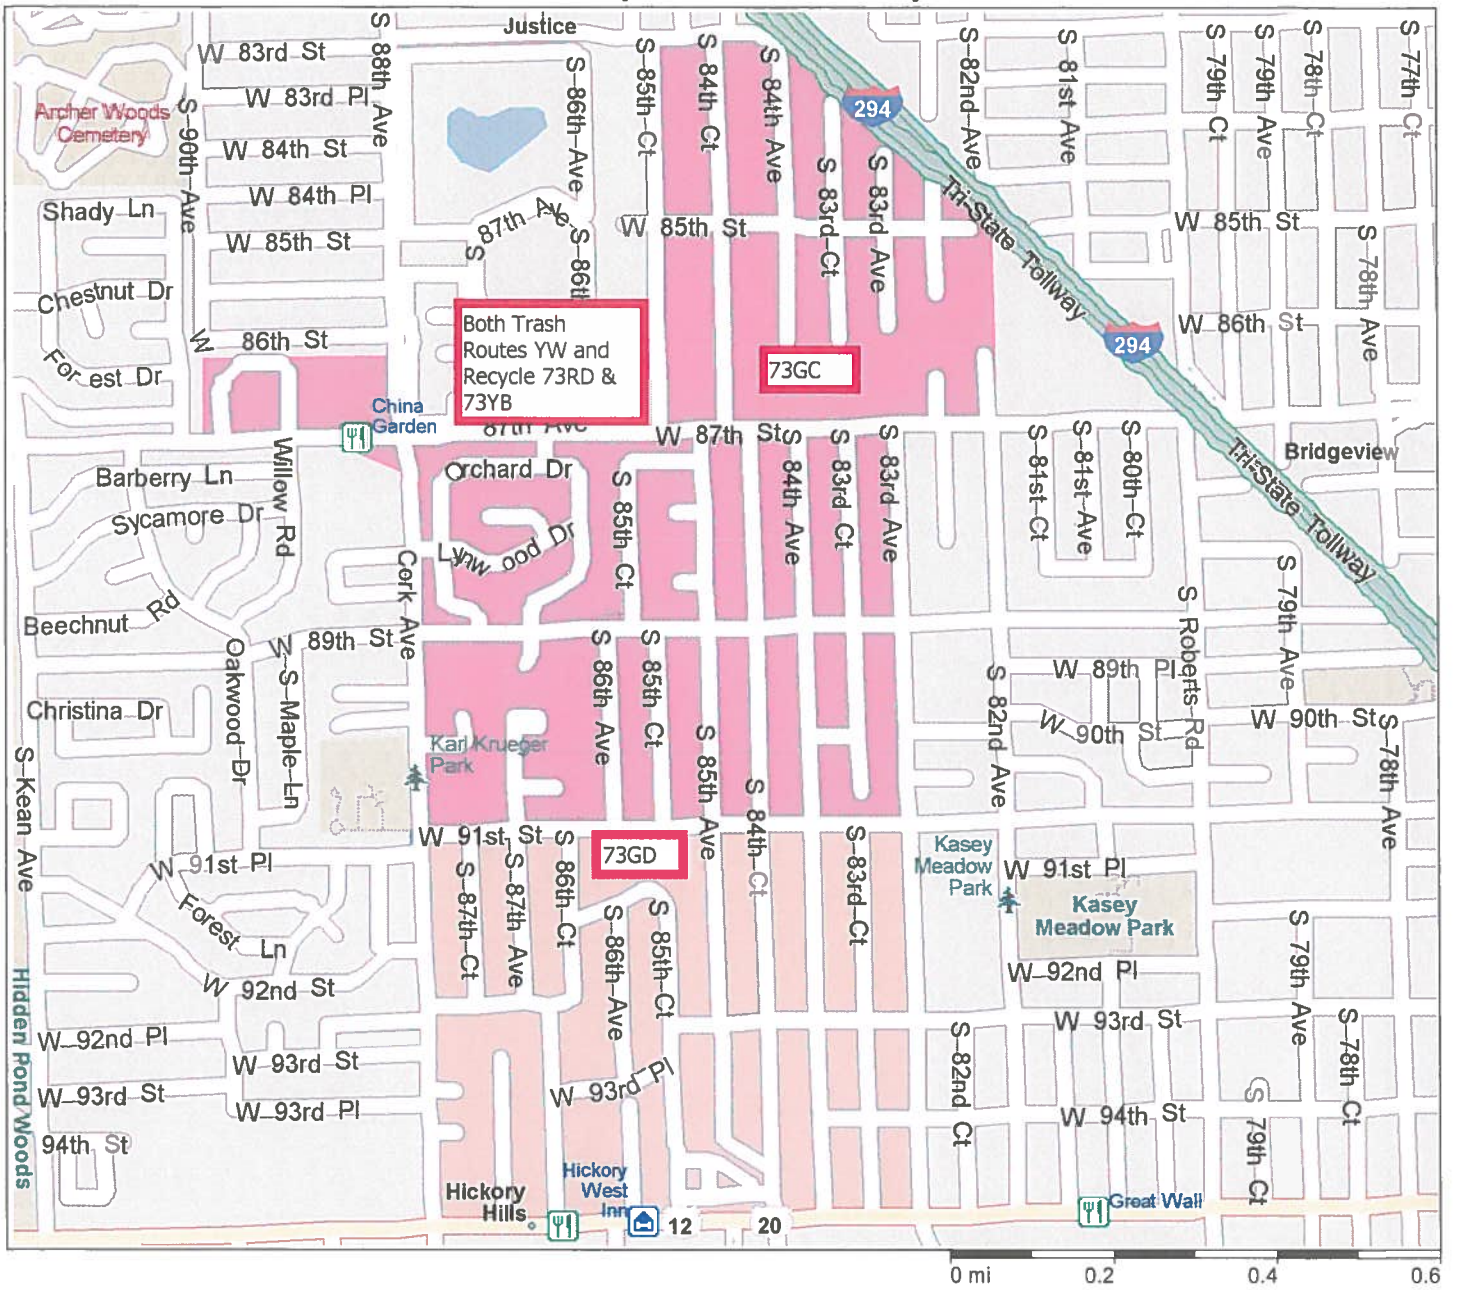 Justice
W 83rd St
S 88th Ave
W 83rd Pl
Archer Woods
Cemetery
S 90th Ave
W 84th St
W 84th Pl
Shady Ln
W 85th St
Chestnut Dr
W 86th St
Forest Dr
S 86th Ave
S 87th Ave
S 86th
S 85th Ct
S 84th Ct
S 84th Ave
S 83rd Ct
S 83rd Ave
W 85th St
294
Tri-State Tollway
S 82nd Ave
S 81st Ave
S 79th Ct
S 79th Ave
S 78th Ct
S 77th Ct
W 85th St
S 78th Ave
W 86th St
294
Both Trash
Routes YW and
Recycle 73RD &
73YB
73GC
China
Garden
87th Ave
W 87th St
Bridgeview
Tri-State Tollway
Barberry Ln
Willow Rd
Sycamore Dr
Orchard Dr
Lynwood Dr
S 85th Ct
S 84th Ave
S 83rd Ct
S 83rd Ave
S 81st Ct
S 81st Ave
S 80th Ct
Cork Ave
Beechnut Rd
W 89th St
Oakwood Dr
S Maple Ln
Christina Dr
S Kean Ave
S 86th Ave
S 85th Ct
Karl Krueger
Park
S 85th Ave
S 84th Ct
S 82nd Ave
S Roberts Rd
S 79th Ave
W 89th Pl
W 90th St
W 90th St
S 78th Ave
W 91st St
73GD
W 91st Pl
S 87th Ct
S 87th Ave
S 86th Ct
S 83rd Ct
Kasey
Meadow
Park
W 91st Pl
Kasey
Meadow Park
Forest Ln
W 92nd St
S 86th Ave
S 85th Ct
W 92nd Pl
S 79th Ave
Hidden Pond Woods
W 92nd Pl
W 93rd St
W 93rd St
W 93rd Pl
94th St
W 93rd Pl
W 93rd St
S 82nd Ct
S 78th Ct
W 94th St
S 79th Ct
Hickory
Hills
Hickory
West
Inn
12
20
Great Wall
0 mi
0.2
0.4
0.6